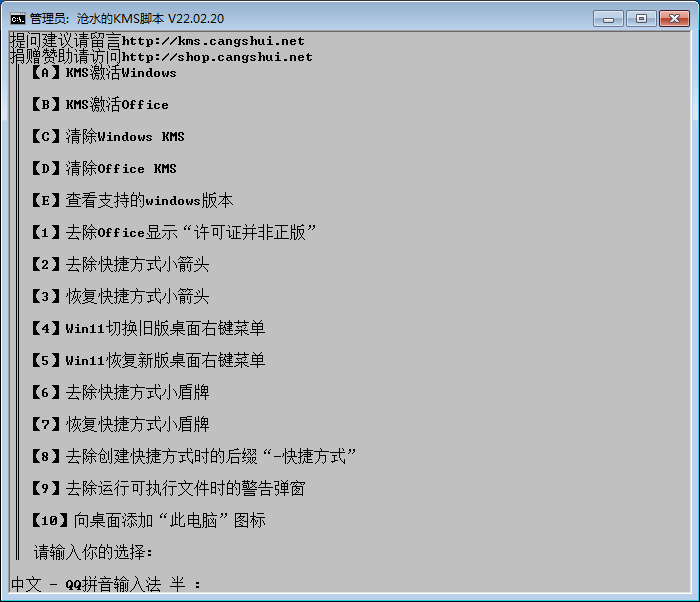 管理员: 沧水的KMS脚本 V22.02.20
提问建议请留言http://kms.cangshui.net
捐赠赞助请访问http://shop.cangshui.net
【A】KMS激活Windows
【B】KMS激活Office
【C】清除Windows KMS
【D】清除Office KMS
【E】查看支持的windows版本
【1】去除Office显示“许可证并非正版”
【2】去除快捷方式小箭头
【3】恢复快捷方式小箭头
【4】Win11切换旧版桌面右键菜单
【5】Win11恢复新版桌面右键菜单
【6】去除快捷方式小盾牌
【7】恢复快捷方式小盾牌
【8】去除创建快捷方式时的后缀“-快捷方式”
【9】去除运行可执行文件时的警告弹窗
【10】向桌面添加“此电脑”图标
请输入你的选择:
中文 - QQ拼音输入法 半 :